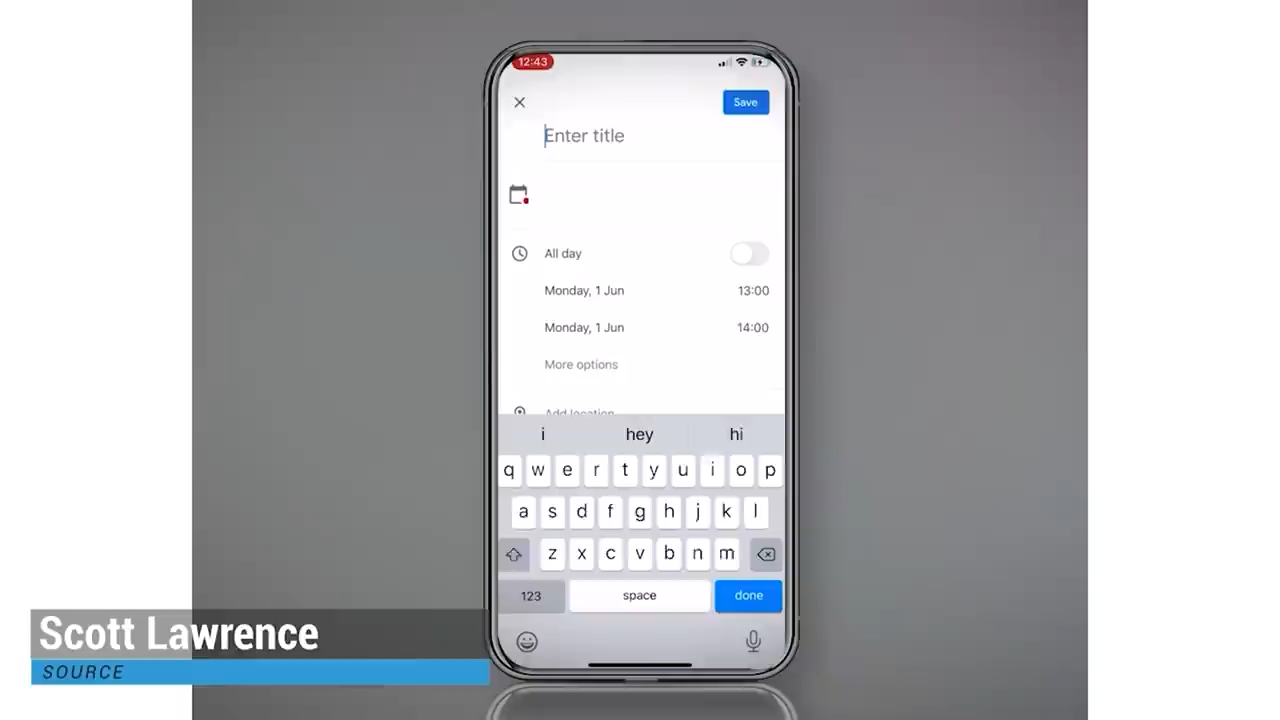 12:43
Save
Enter title
All day
Monday, 1 Jun 13:00
Monday, 1 Jun 14:00
More options
Add location
i hey hi
q w e r t y u i o p
a s d f g h j k l
z x c v b n m
123 space done
Scott Lawrence
SOURCE